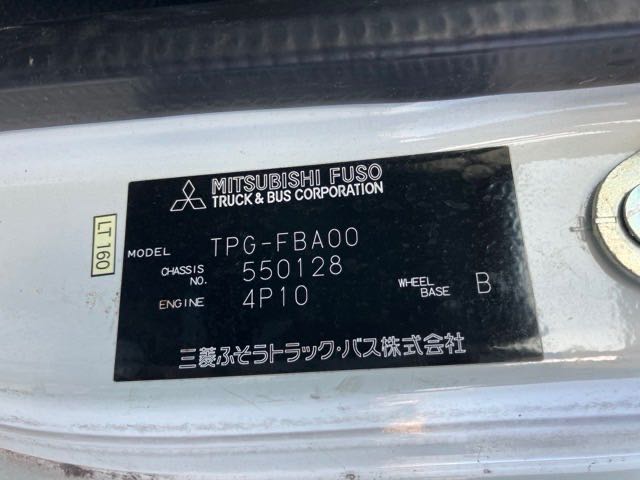 MITSUBISHI FUSO
TRUCK & BUS CORPORATION
LT 160
MODEL TPG-FBA00
CHASSIS NO. 550128
ENGINE 4P10 WHEEL BASE B
三菱ふそうトラック・バス株式会社